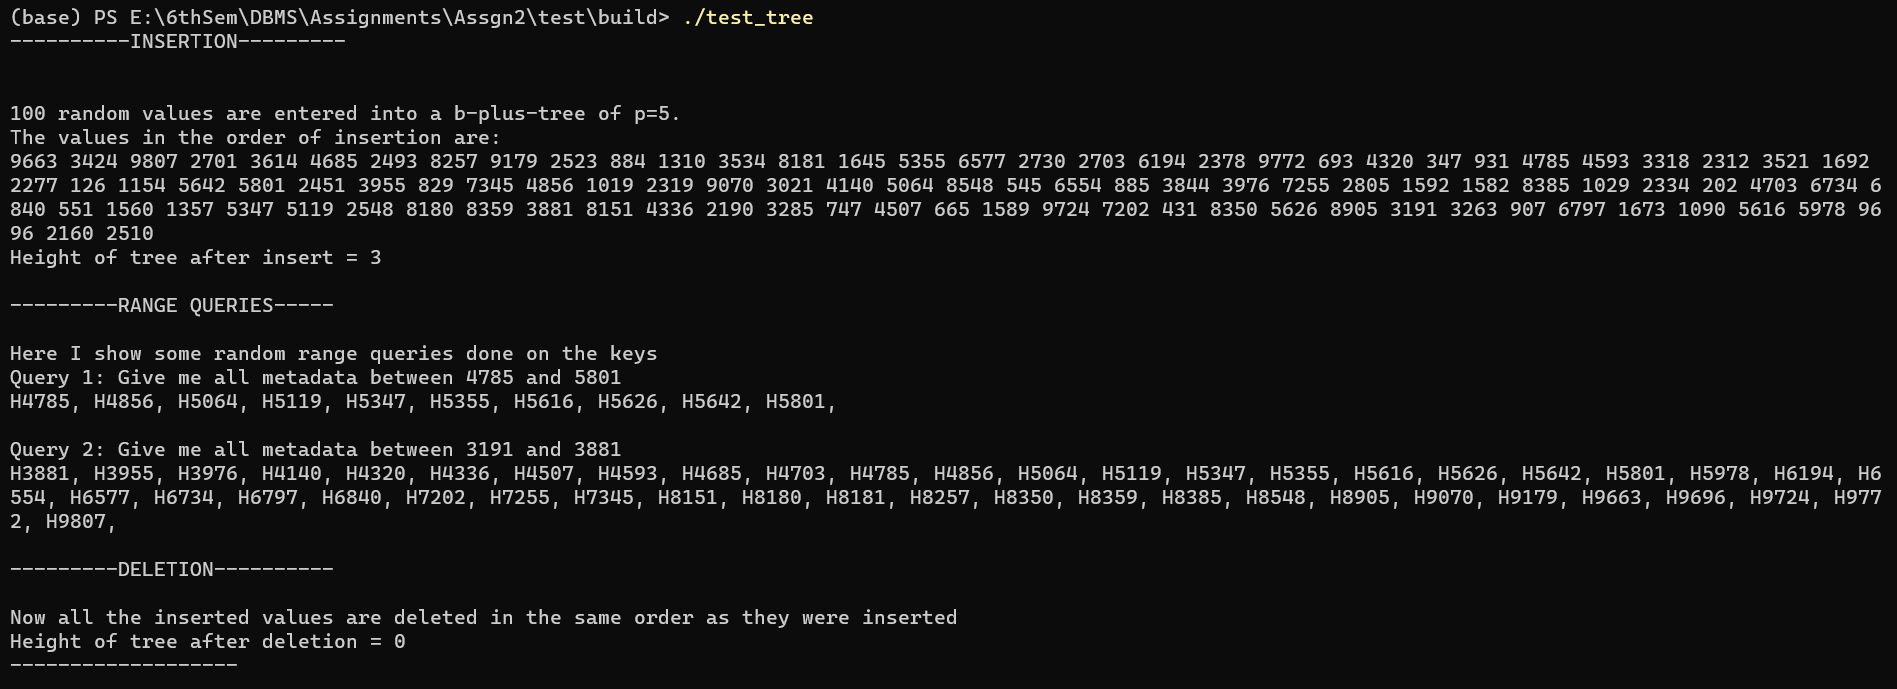 (base) PS E:\6thSem\DBMS\Assignments\Assgn2\test\build> ./test_tree
----------INSERTION---------
100 random values are entered into a b-plus-tree of p=5.
The values in the order of insertion are:
9663 3424 9807 2701 3614 4685 2493 8257 9179 2523 884 1310 3534 8181 1645 5355 6577 2730 2703 6194 2378 9772 693 4320 347 931 4785 4593 3318 2312 3521 1692
2277 126 1154 5642 5801 2451 3955 829 7345 4856 1019 2319 9070 3021 4140 5064 8548 545 6554 885 3844 3976 7255 2805 1592 1582 8385 1029 2334 202 4703 6734 6
840 551 1560 1357 5347 5119 2548 8180 8359 3881 8151 4336 2190 3285 747 4507 665 1589 9724 7202 431 8350 5626 8905 3191 3263 907 6797 1673 1090 5616 5978 96
96 2160 2510
Height of tree after insert = 3
---------RANGE QUERIES-----
Here I show some random range queries done on the keys
Query 1: Give me all metadata between 4785 and 5801
H4785, H4856, H5064, H5119, H5347, H5355, H5616, H5626, H5642, H5801,
Query 2: Give me all metadata between 3191 and 3881
H3881, H3955, H3976, H4140, H4320, H4336, H4507, H4593, H4685, H4703, H4785, H4856, H5064, H5119, H5347, H5355, H5616, H5626, H5642, H5801, H5978, H6194, H6
554, H6577, H6734, H6797, H6840, H7202, H7255, H7345, H8151, H8180, H8181, H8257, H8350, H8359, H8385, H8548, H8905, H9070, H9179, H9663, H9696, H9724, H977
2, H9807,
---------DELETION----------
Now all the inserted values are deleted in the same order as they were inserted
Height of tree after deletion = 0
-------------------